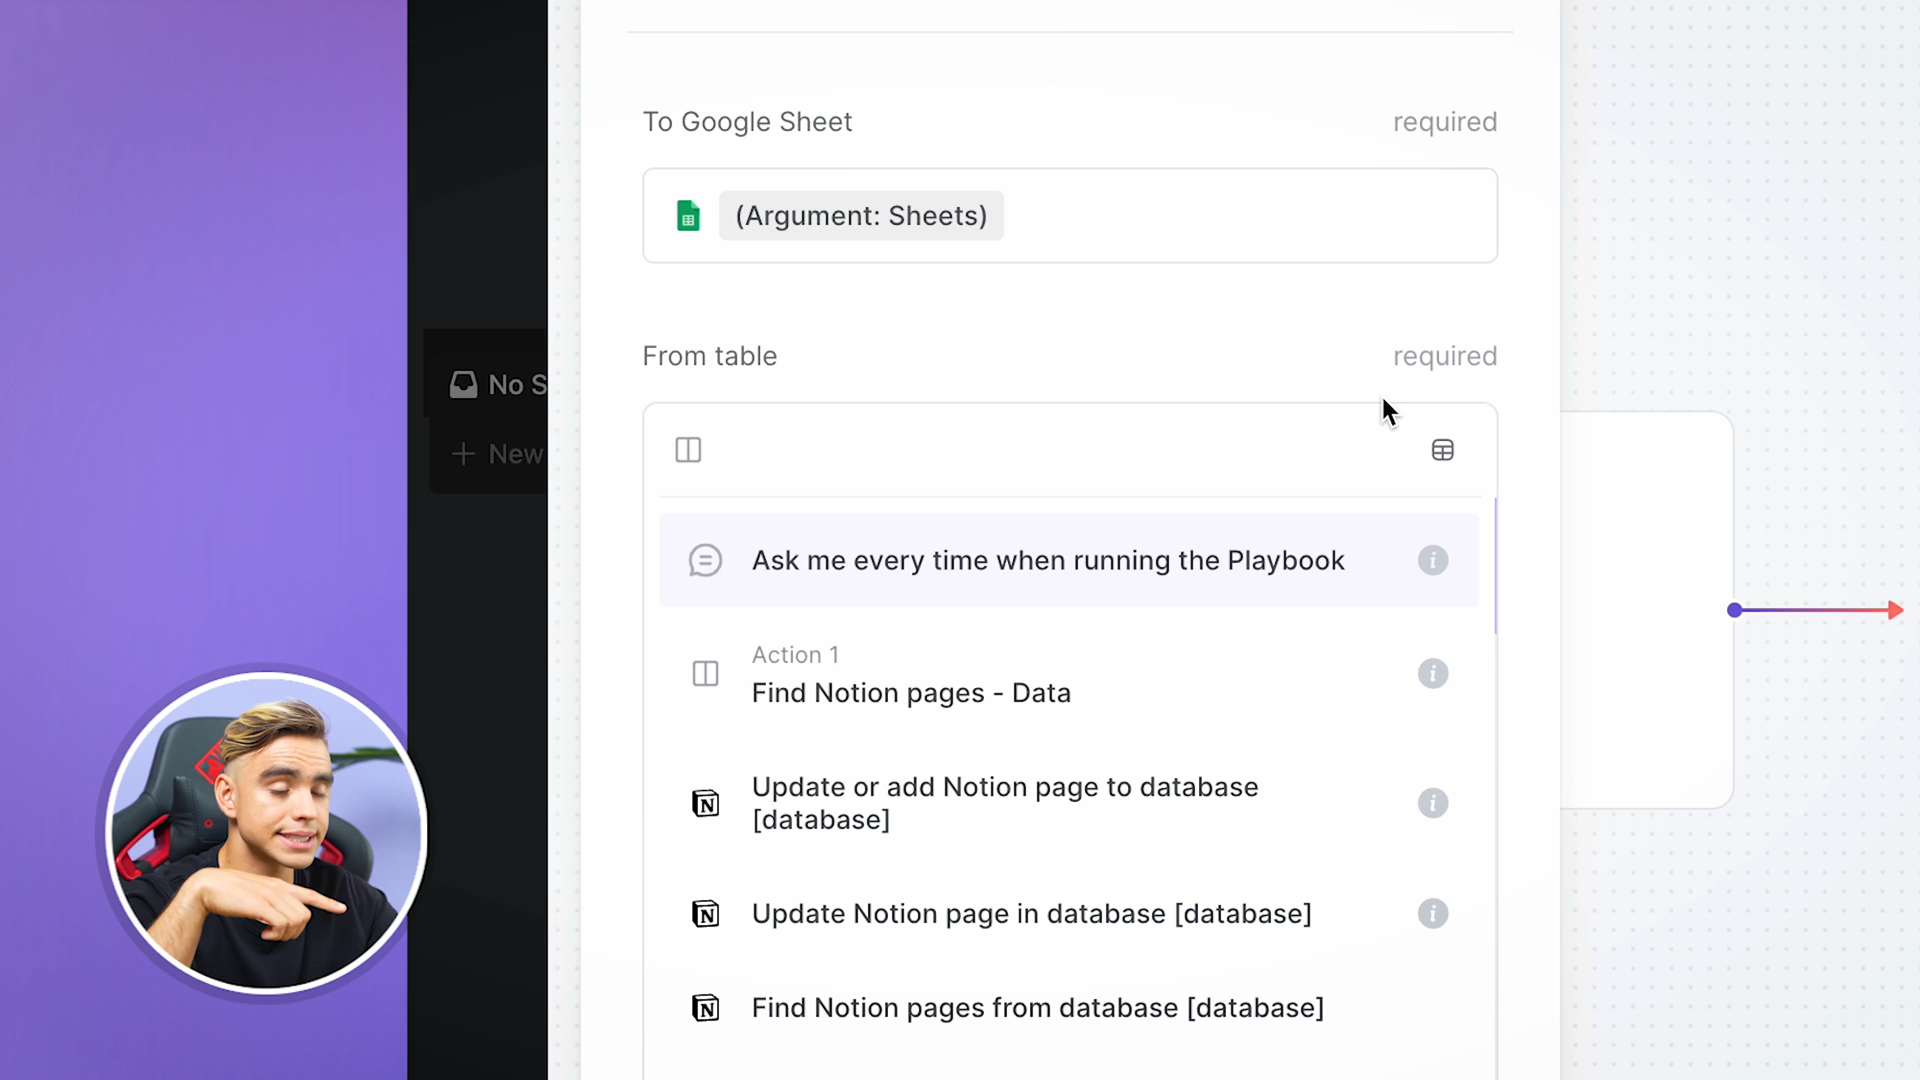 To Google Sheet required
(Argument: Sheets)
From table required
No S
New
Ask me every time when running the Playbook
Action 1
Find Notion pages - Data
Update or add Notion page to database
[database]
Update Notion page in database [database]
Find Notion pages from database [database]